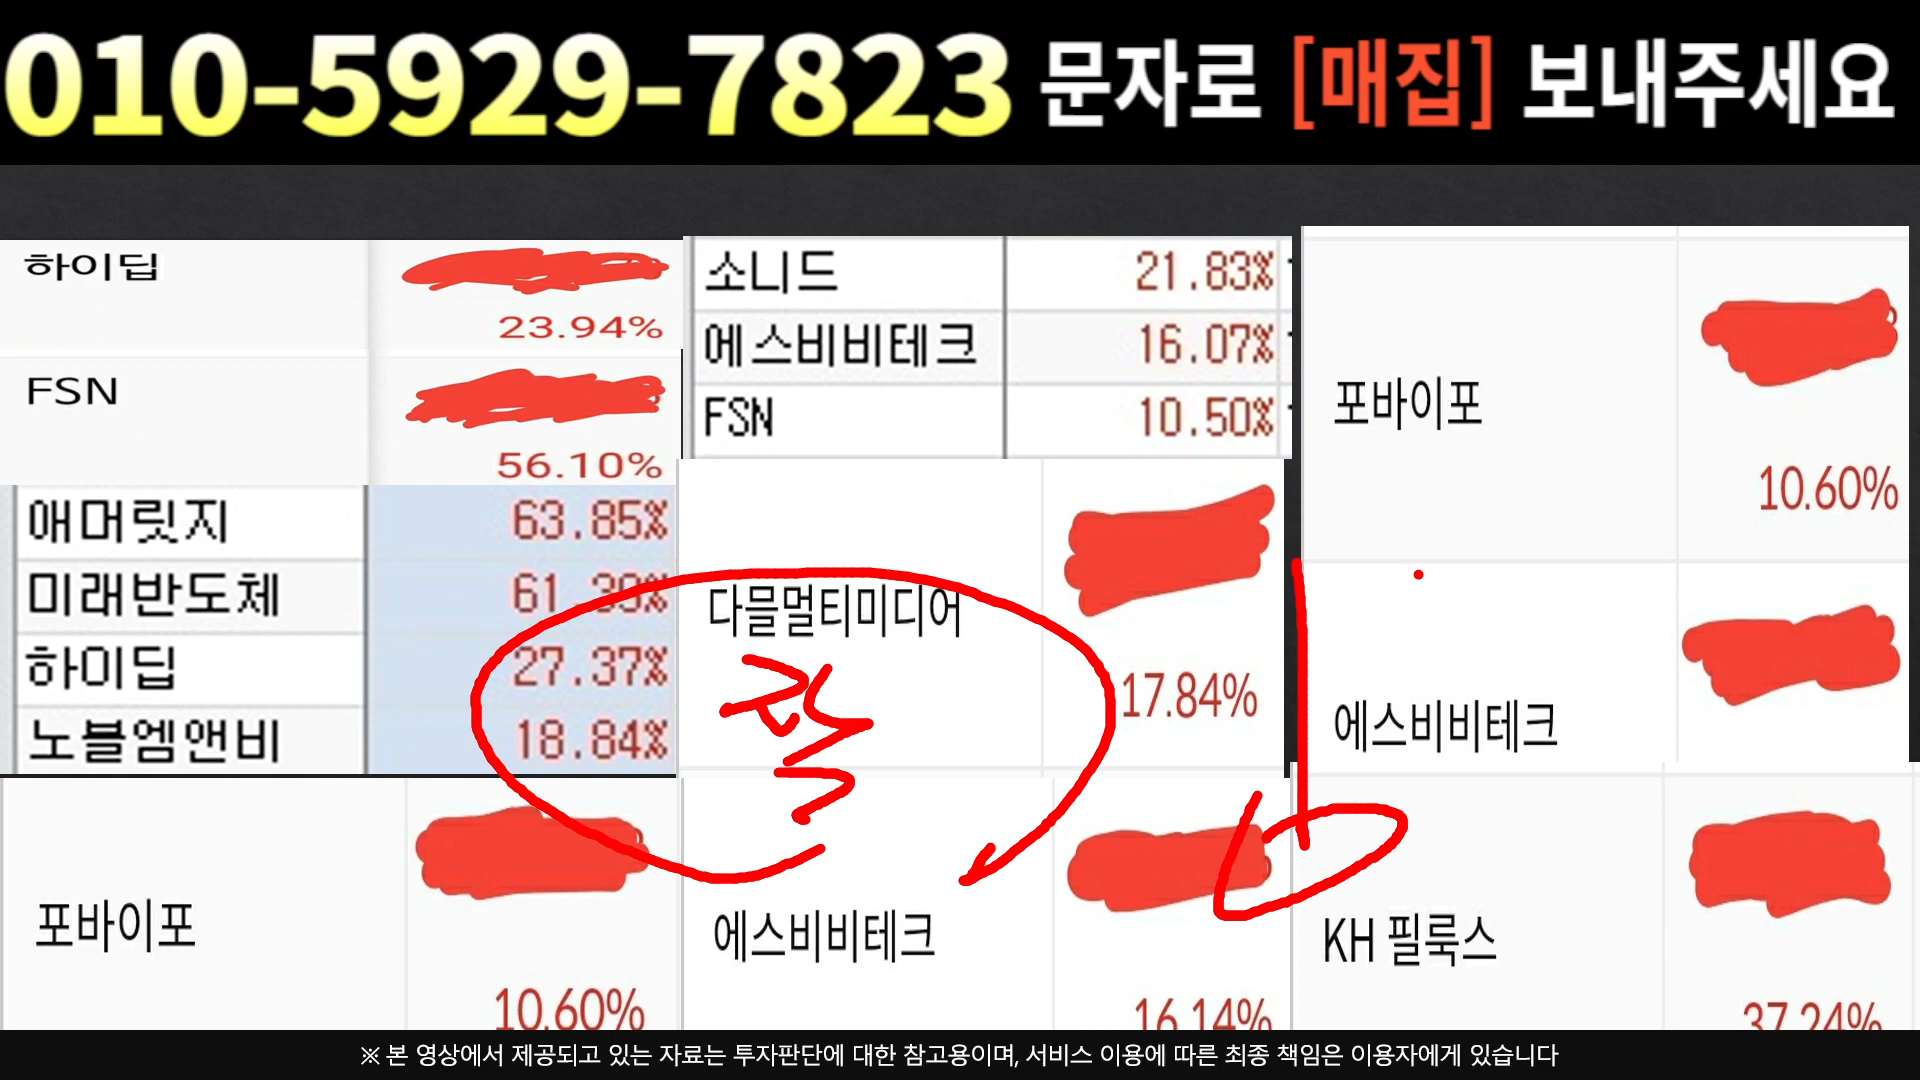 010-5929-7823 문자로 [매집] 보내주세요
하이딥
23.94%
FSN
56.10%
애머릿지 63.85%
미래반도체 61.39%
하이딥 27.37%
노블엠앤비 18.84%
소니드 21.83%
에스비비테크 16.07%
FSN 10.50%
다믈멀티미디어
17.84%
포바이포
10.60%
에스비비테크
포바이포
10.60%
에스비비테크
16.14%
KH 필룩스
37.24%
※ 본 영상에서 제공되고 있는 자료는 투자판단에 대한 참고용이며, 서비스 이용에 따른 최종 책임은 이용자에게 있습니다